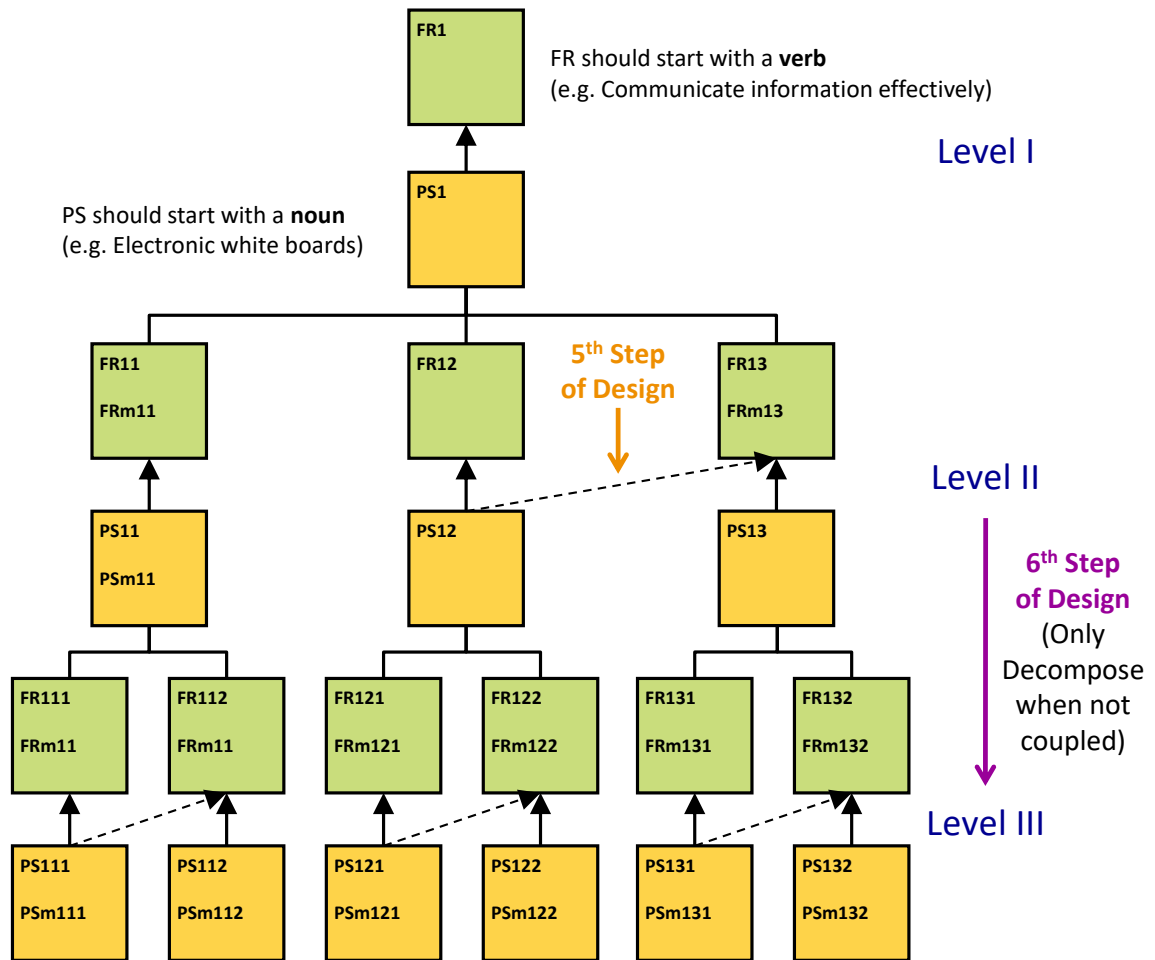 FR1
FR should start with a verb
(e.g. Communicate information effectively)
Level I
PS1
PS should start with a noun
(e.g. Electronic white boards)
FR11
FRm11
FR12
5th Step
of Design
FR13
FRm13
Level II
PS11
PSm11
PS12
PS13
6th Step
of Design
(Only
Decompose
when not
coupled)
FR111
FRm11
FR112
FRm11
FR121
FRm121
FR122
FRm122
FR131
FRm131
FR132
FRm132
Level III
PS111
PSm111
PS112
PSm112
PS121
PSm121
PS122
PSm122
PS131
PSm131
PS132
PSm132